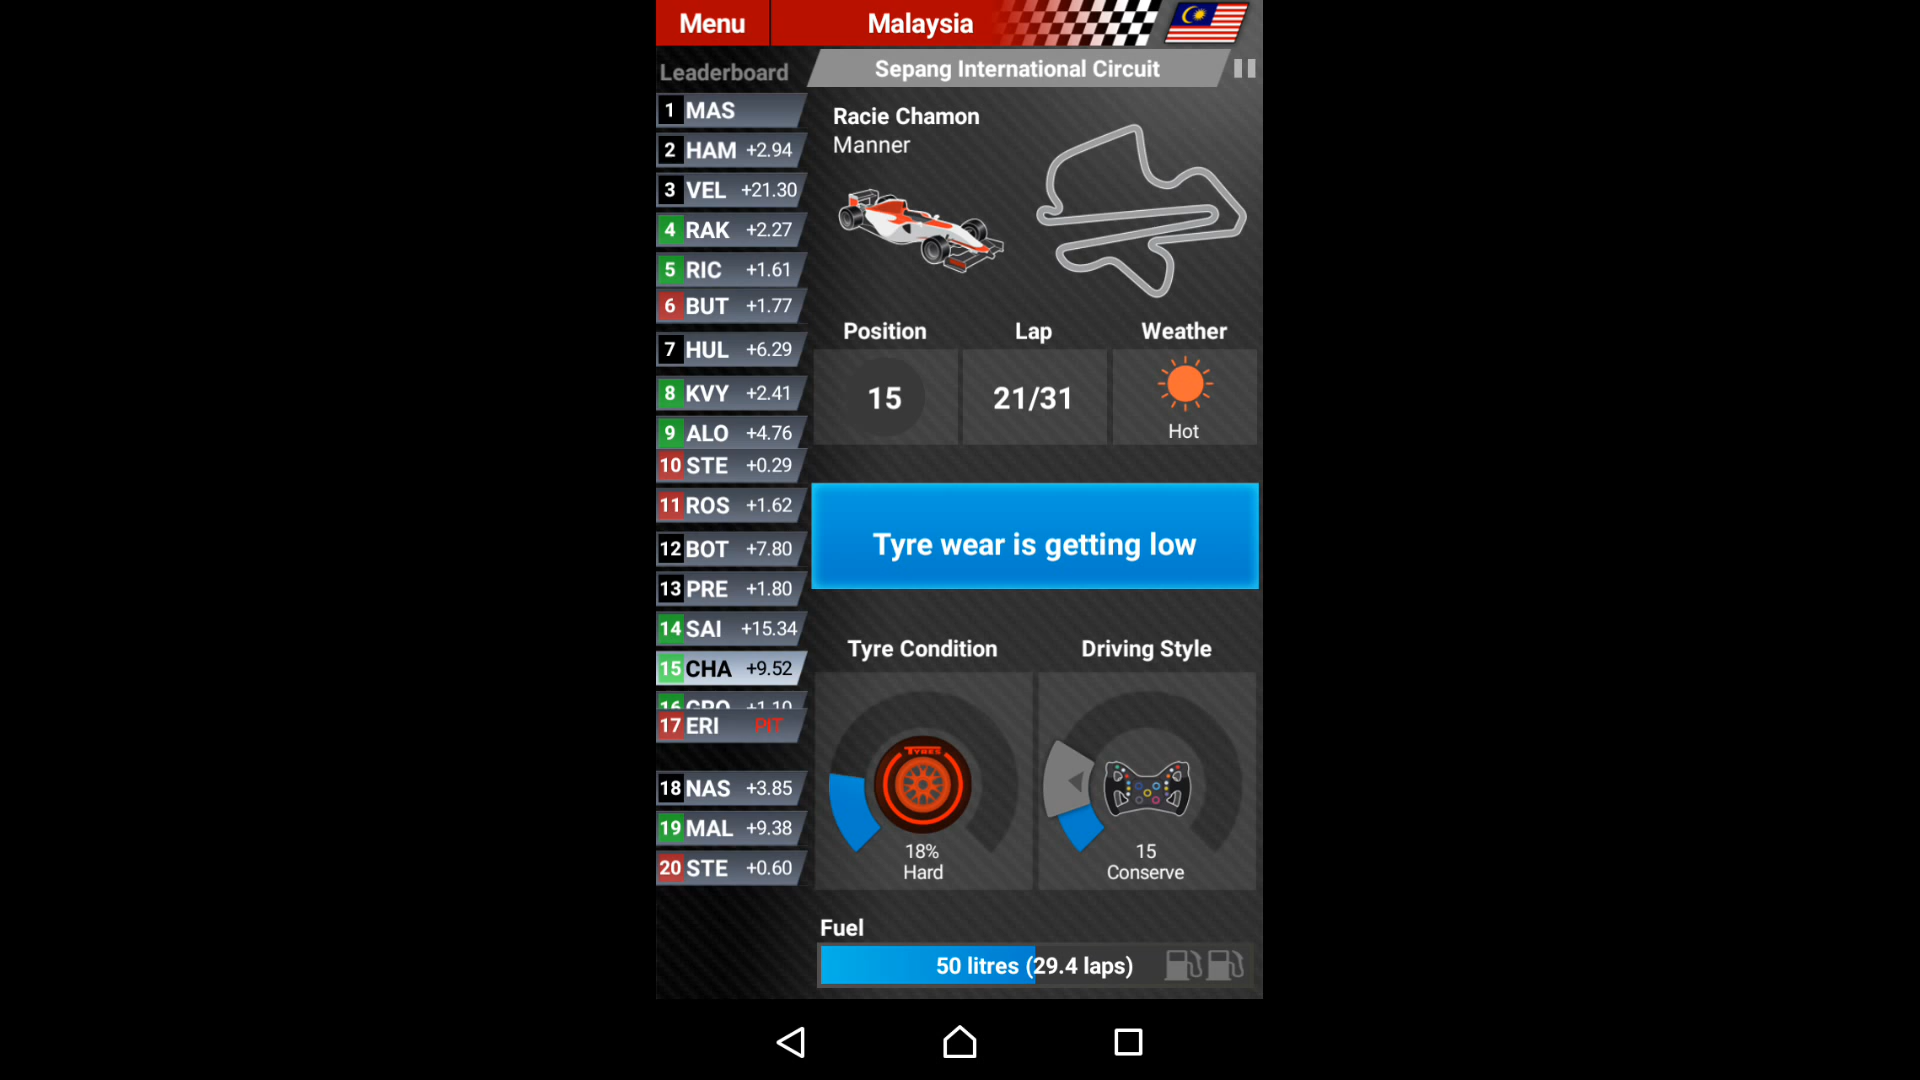 Menu
Malaysia
Leaderboard
Sepang International Circuit
1 MAS
2 HAM +2.94
3 VEL +21.30
4 RAK +2.27
5 RIC +1.61
6 BUT +1.77
7 HUL +6.29
8 KVY +2.41
9 ALO +4.76
10 STE +0.29
11 ROS +1.62
12 BOT +7.80
13 PRE +1.80
14 SAI +15.34
15 CHA +9.52
16 GRO +1.10
17 ERI PIT
18 NAS +3.85
19 MAL +9.38
20 STE +0.60
Racie Chamon
Manner
Position
Lap
Weather
15
21/31
Hot
Tyre wear is getting low
Tyre Condition
Driving Style
TYRES
18%
Hard
15
Conserve
Fuel
50 litres (29.4 laps)